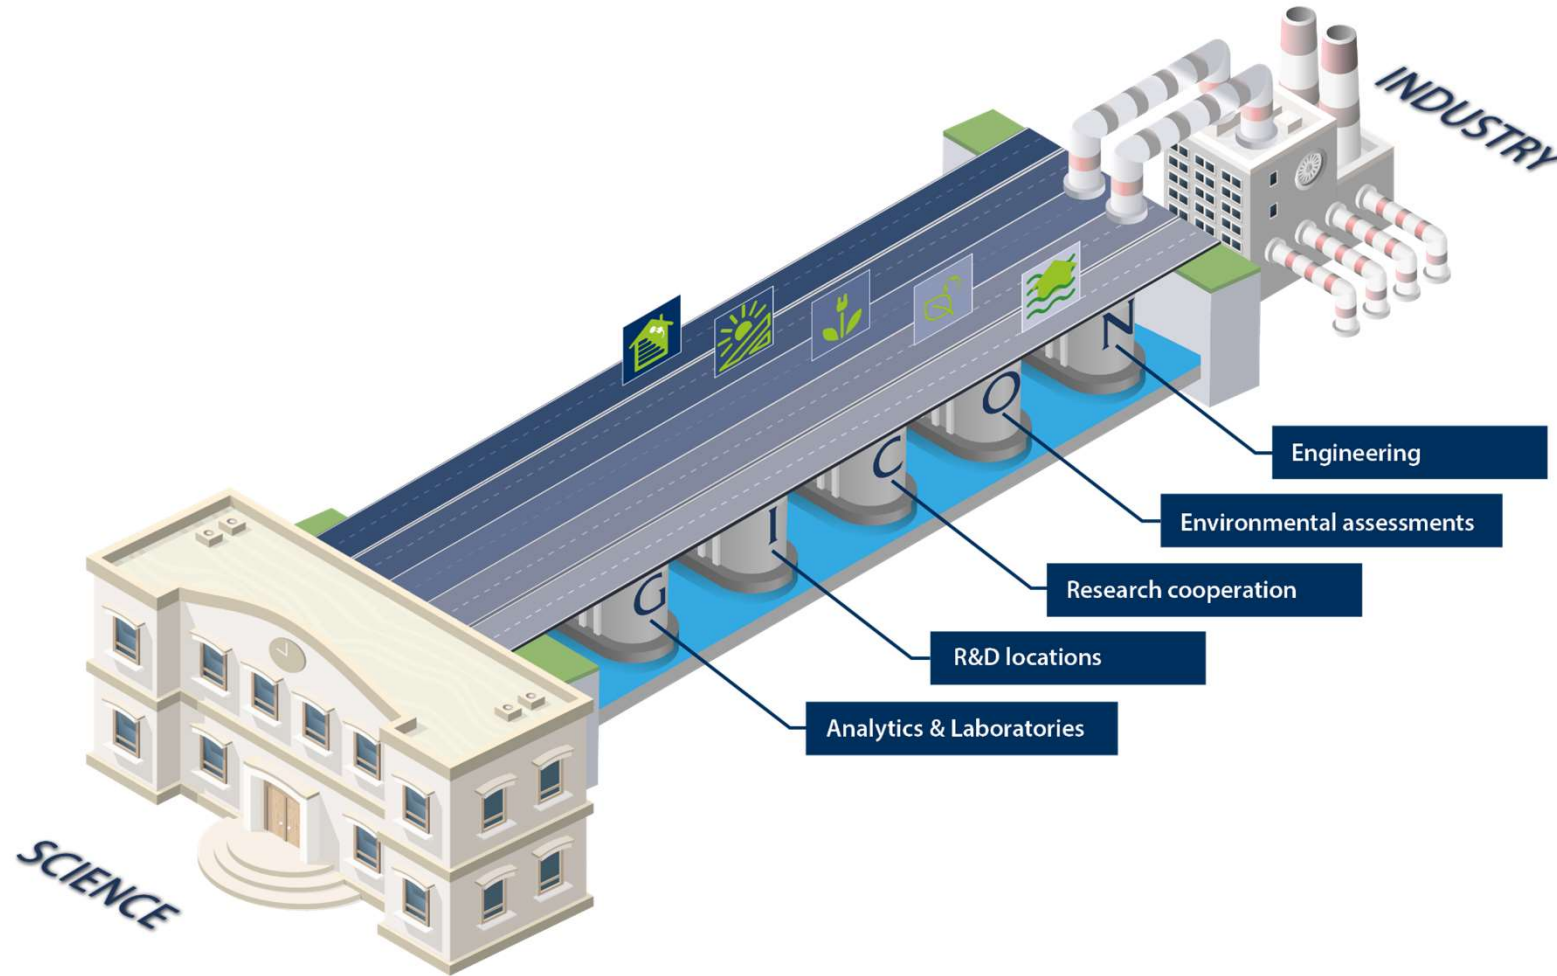 INDUSTRY
N
Engineering
O
Environmental assessments
C
Research cooperation
I
R&D locations
G
Analytics & Laboratories
SCIENCE